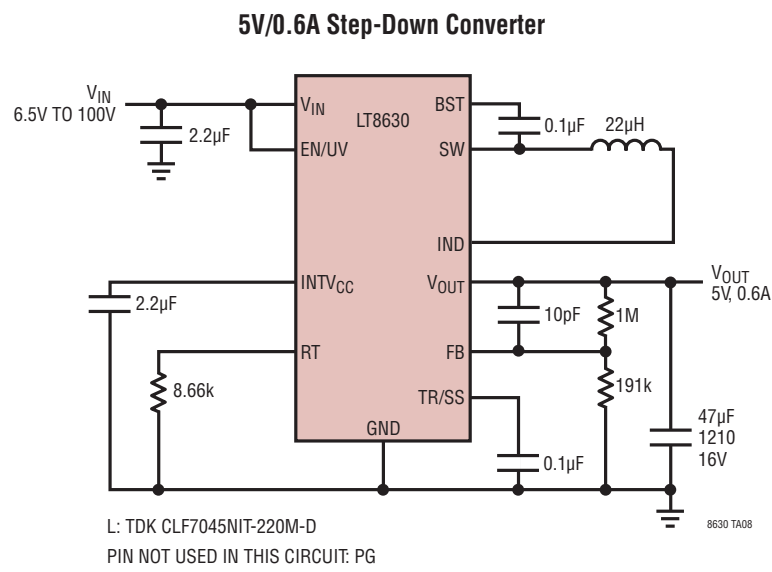 5V/0.6A Step-Down Converter
VIN
6.5V TO 100V
2.2µF
VIN
EN/UV
LT8630
BST
SW
0.1µF
22µH
IND
INTVCC
2.2µF
VOUT
VOUT
5V, 0.6A
10pF
1M
RT
8.66k
FB
191k
TR/SS
GND
0.1µF
47µF
1210
16V
8630 TA08
L: TDK CLF7045NIT-220M-D
PIN NOT USED IN THIS CIRCUIT: PG